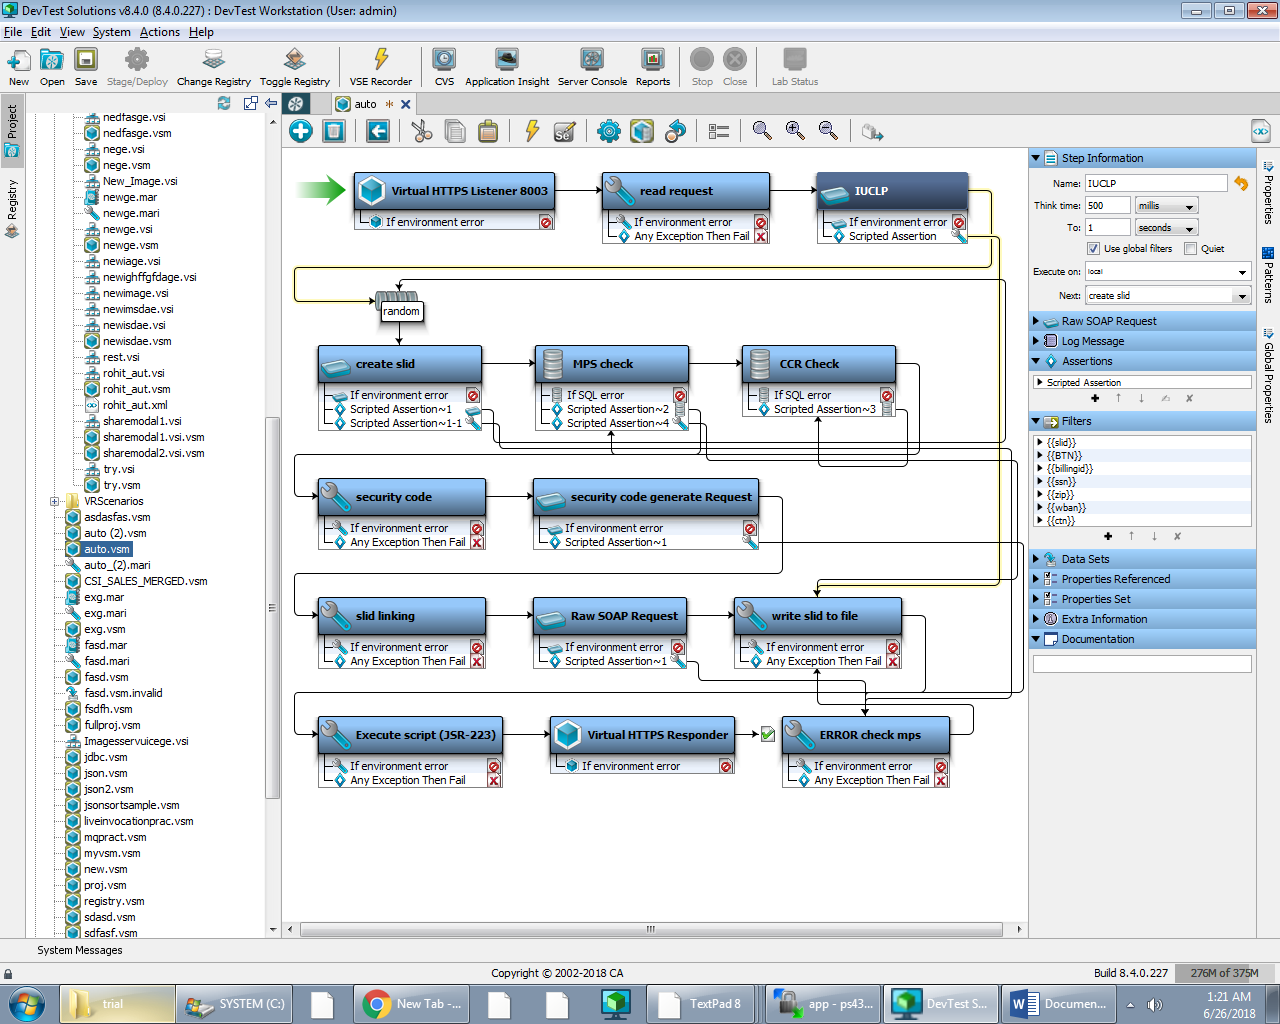 DevTest Solutions v8.4.0 (8.4.0.227) : DevTest Workstation (User: admin)
File Edit View System Actions Help
New Open Save Stage/Deploy Change Registry Toggle Registry VSE Recorder CVS Application Insight Server Console Reports Stop Close Lab Status
Project
Registry
nedfasge.vsi
nedfasge.vsm
nege.vsi
nege.vsm
New_Image.vsi
newge.mar
newge.mari
newge.vsi
newge.vsm
newiage.vsi
newighffgfdage.vsi
newimage.vsi
newimsdae.vsi
newisdae.vsi
newisdae.vsm
rest.vsi
rohit_aut.vsi
rohit_aut.vsm
rohit_aut.xml
sharemodal1.vsi
sharemodal1.vsi.vsm
sharemodal2.vsi.vsm
try.vsi
try.vsm
VRScenarios
asdasfas.vsm
auto (2).vsm
auto.vsm
auto_(2).mari
CSI_SALES_MERGED.vsm
exg.mar
exg.mari
exg.vsm
fasd.mar
fasd.mari
fasd.vsm
fasd.vsm.invalid
fsdfh.vsm
fullproj.vsm
Imagesservuicege.vsi
jdbc.vsm
json.vsm
json2.vsm
jsonsortsample.vsm
liveinvocationprac.vsm
mqpract.vsm
myvsm.vsm
new.vsm
proj.vsm
registry.vsm
sdasd.vsm
sdfasf.vsm
auto
Virtual HTTPS Listener 8003
If environment error
read request
If environment error
Any Exception Then Fail
IUCLP
If environment error
Scripted Assertion
random
create slid
If environment error
Scripted Assertion~1
Scripted Assertion~1-1
MPS check
If SQL error
Scripted Assertion~2
Scripted Assertion~4
CCR Check
If SQL error
Scripted Assertion~3
security code
If environment error
Any Exception Then Fail
security code generate Request
If environment error
Scripted Assertion~1
slid linking
If environment error
Any Exception Then Fail
Raw SOAP Request
If environment error
Scripted Assertion~1
write slid to file
If environment error
Any Exception Then Fail
Execute script (JSR-223)
If environment error
Any Exception Then Fail
Virtual HTTPS Responder
If environment error
ERROR check mps
If environment error
Any Exception Then Fail
Step Information
Name: IUCLP
Think time: 500 millis
To: 1 seconds
Use global filters Quiet
Execute on: local
Next: create slid
Raw SOAP Request
Log Message
Assertions
Scripted Assertion
Filters
{{slid}}
{{BTN}}
{{billingid}}
{{ssn}}
{{zip}}
{{wban}}
{{ctn}}
Data Sets
Properties Referenced
Properties Set
Extra Information
Documentation
Properties
Patterns
Global Properties
System Messages
Copyright © 2002-2018 CA
Build 8.4.0.227 276M of 375M
trial SYSTEM (C:) New Tab -... TextPad 8 app - ps43... DevTest S... Documen...
1:21 AM
6/26/2018